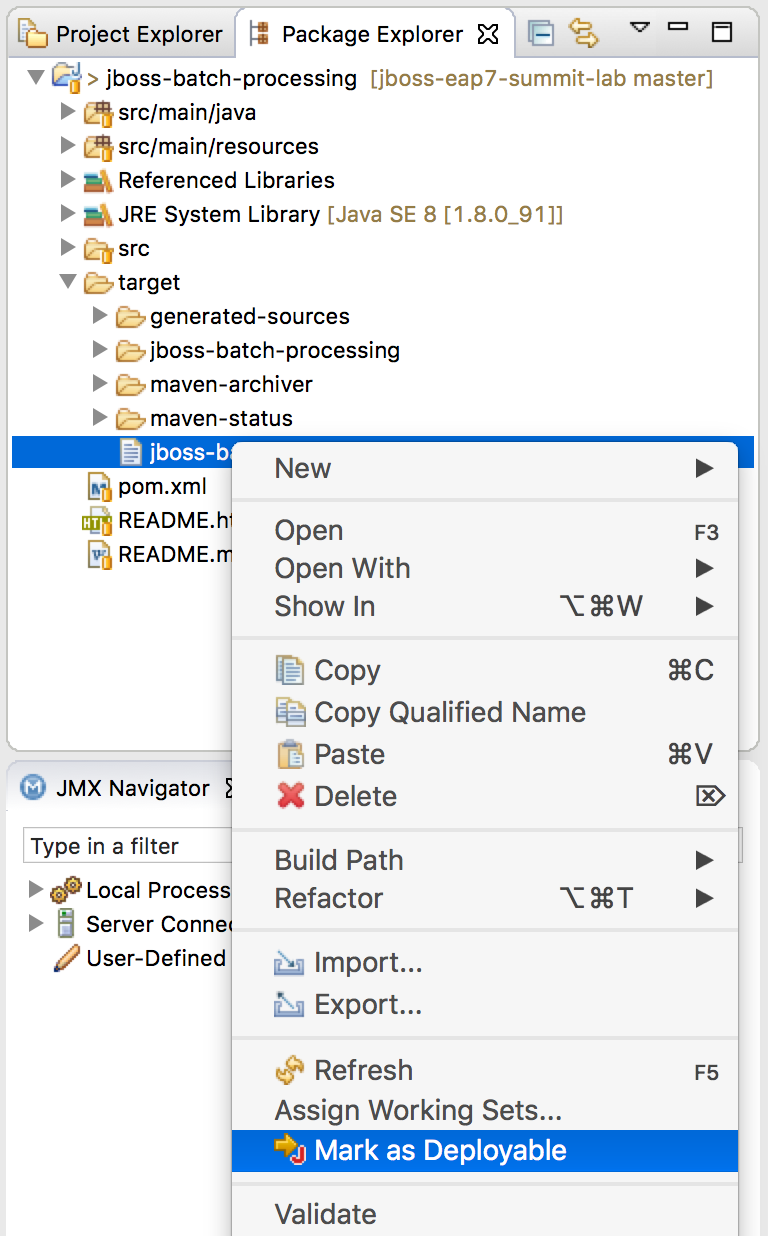 Project Explorer Package Explorer
> jboss-batch-processing [jboss-eap7-summit-lab master]
src/main/java
src/main/resources
Referenced Libraries
JRE System Library [Java SE 8 [1.8.0_91]]
src
target
generated-sources
jboss-batch-processing
maven-archiver
maven-status
jboss-ba
pom.xml
README.ht
README.m
New
Open F3
Open With
Show In ⌥⌘W
Copy ⌘C
Copy Qualified Name
Paste ⌘V
Delete ⌦
Build Path
Refactor ⌥⌘T
Import...
Export...
Refresh F5
Assign Working Sets...
Mark as Deployable
Validate
JMX Navigator
Type in a filter
Local Process
Server Connec
User-Defined